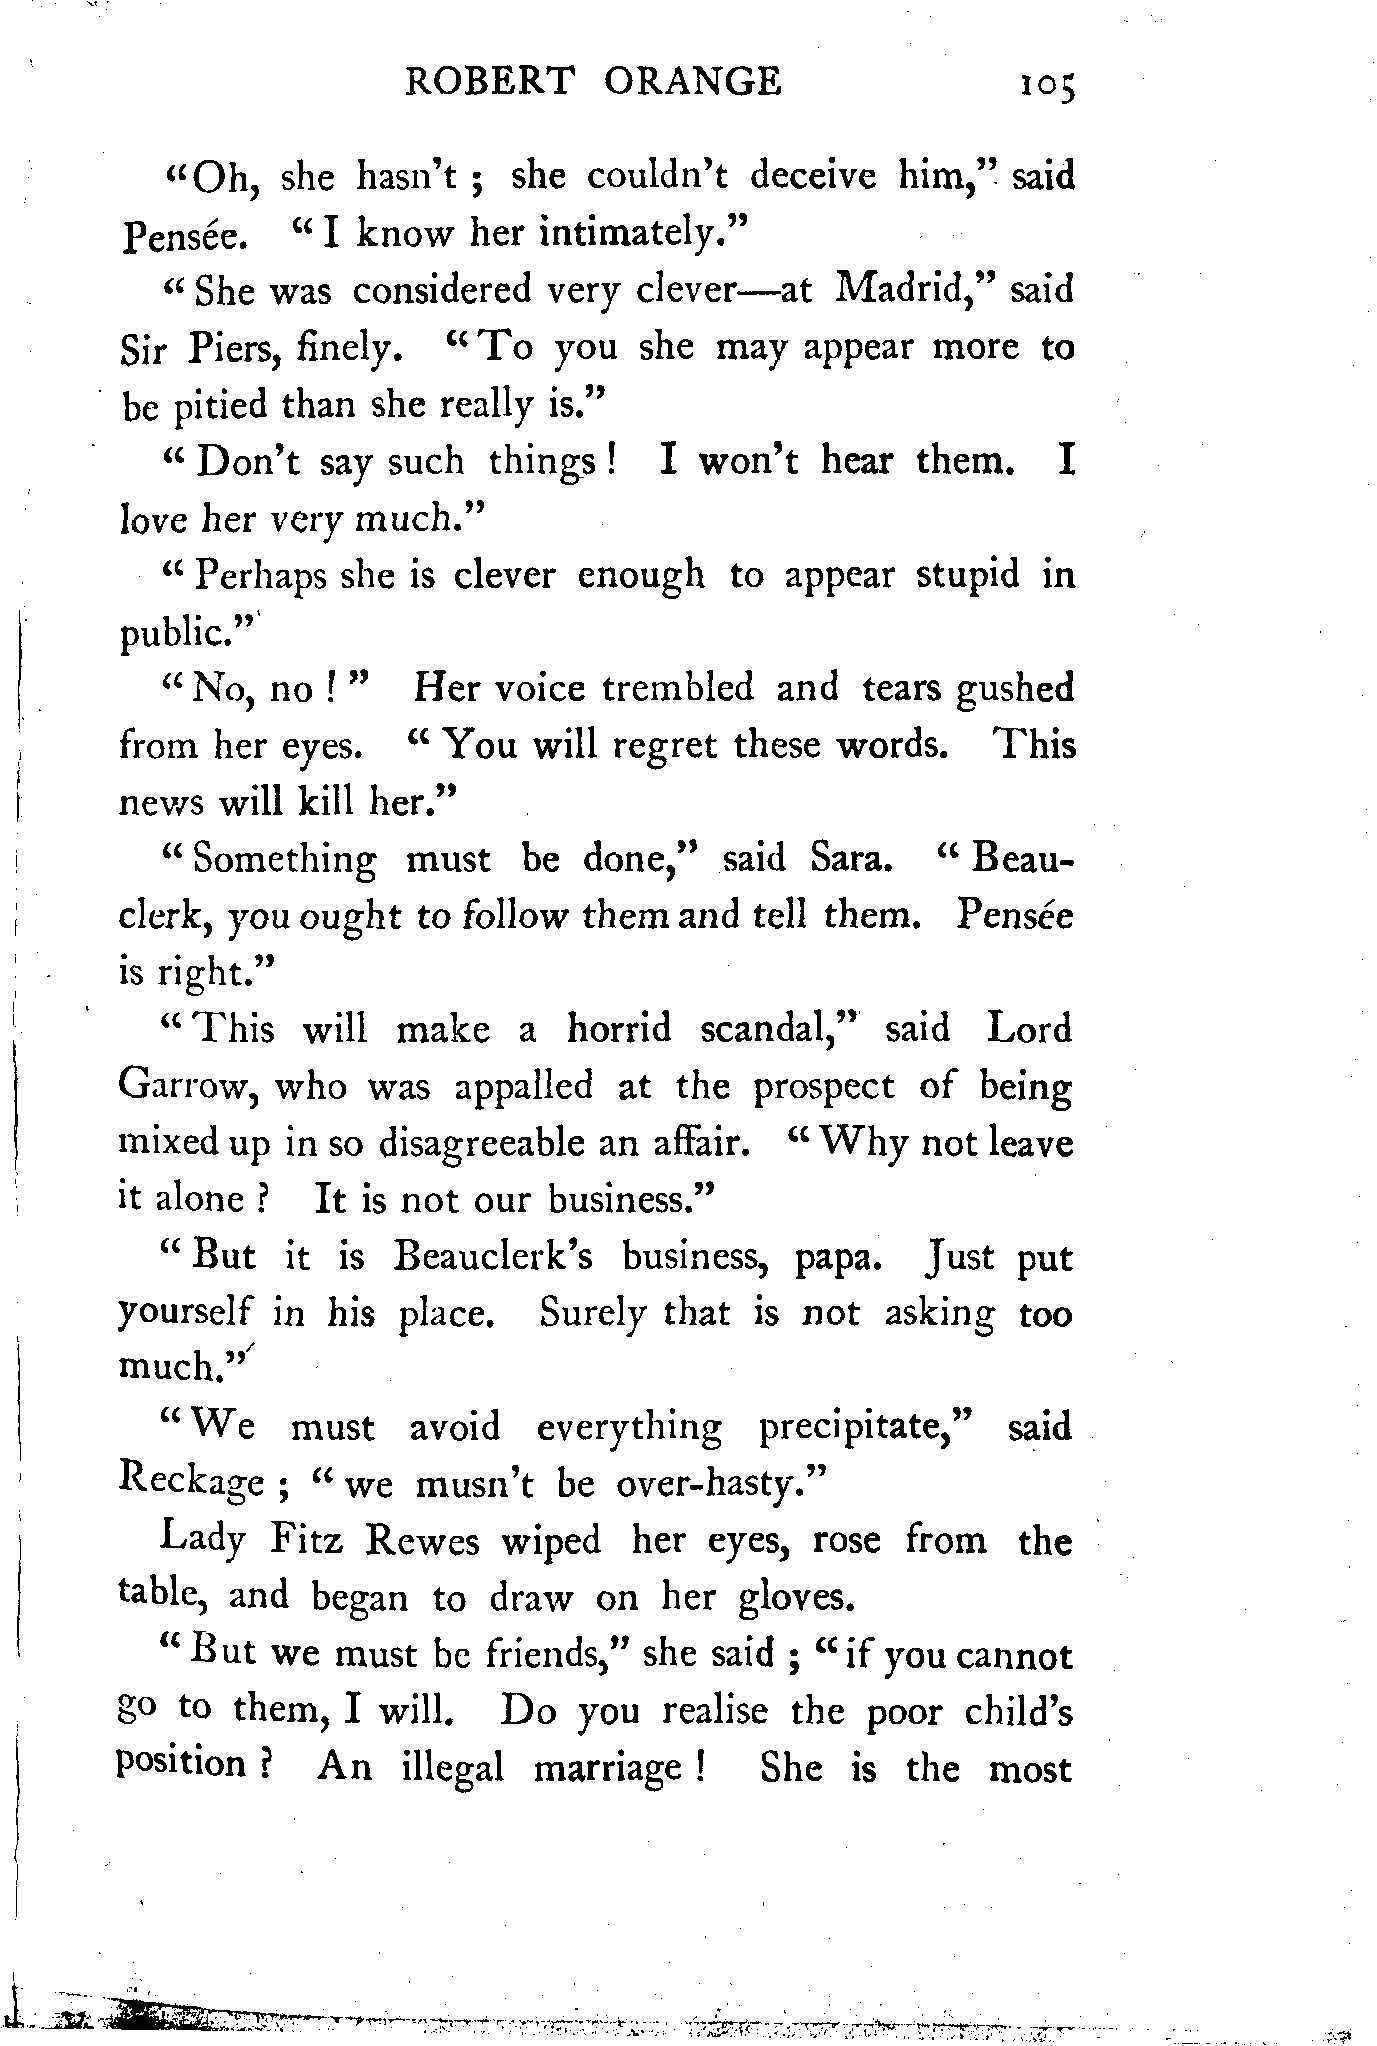 ROBERT ORANGE 105
“Oh, she hasn’t ; she couldn’t deceive him,” said
Pensée. “ I know her intimately.”
“ She was considered very clever—at Madrid,” said
Sir Piers, finely. “ To you she may appear more to
be pitied than she really is.”
“ Don’t say such things ! I won’t hear them. I
love her very much.”
“ Perhaps she is clever enough to appear stupid in
public.”
“ No, no ! ” Her voice trembled and tears gushed
from her eyes. “ You will regret these words. This
news will kill her.”
“ Something must be done,” said Sara. “ Beau-
clerk, you ought to follow them and tell them. Pensée
is right.”
“ This will make a horrid scandal,” said Lord
Garrow, who was appalled at the prospect of being
mixed up in so disagreeable an affair. “ Why not leave
it alone ? It is not our business.”
“ But it is Beauclerk’s business, papa. Just put
yourself in his place. Surely that is not asking too
much.”
“ We must avoid everything precipitate,” said
Reckage ; “ we musn’t be over-hasty.”
Lady Fitz Rewes wiped her eyes, rose from the
table, and began to draw on her gloves.
“ But we must be friends,” she said ; “ if you cannot
go to them, I will. Do you realise the poor child’s
position ? An illegal marriage ! She is the most